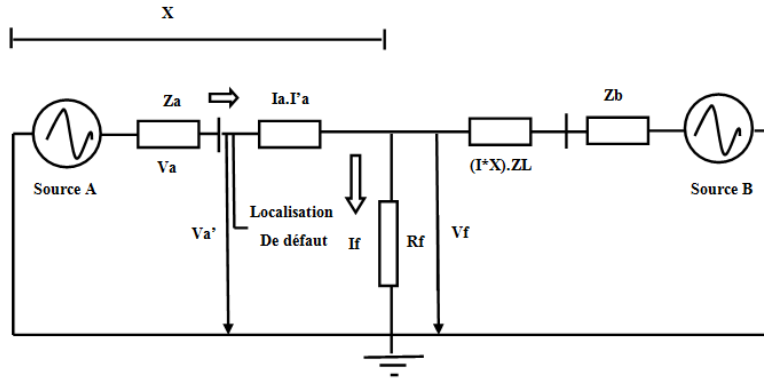 X
Za
Ia.I'a
Zb
Va
(I*X).ZL
Source A
Source B
Localisation
De défaut
Va'
If
Rf
Vf